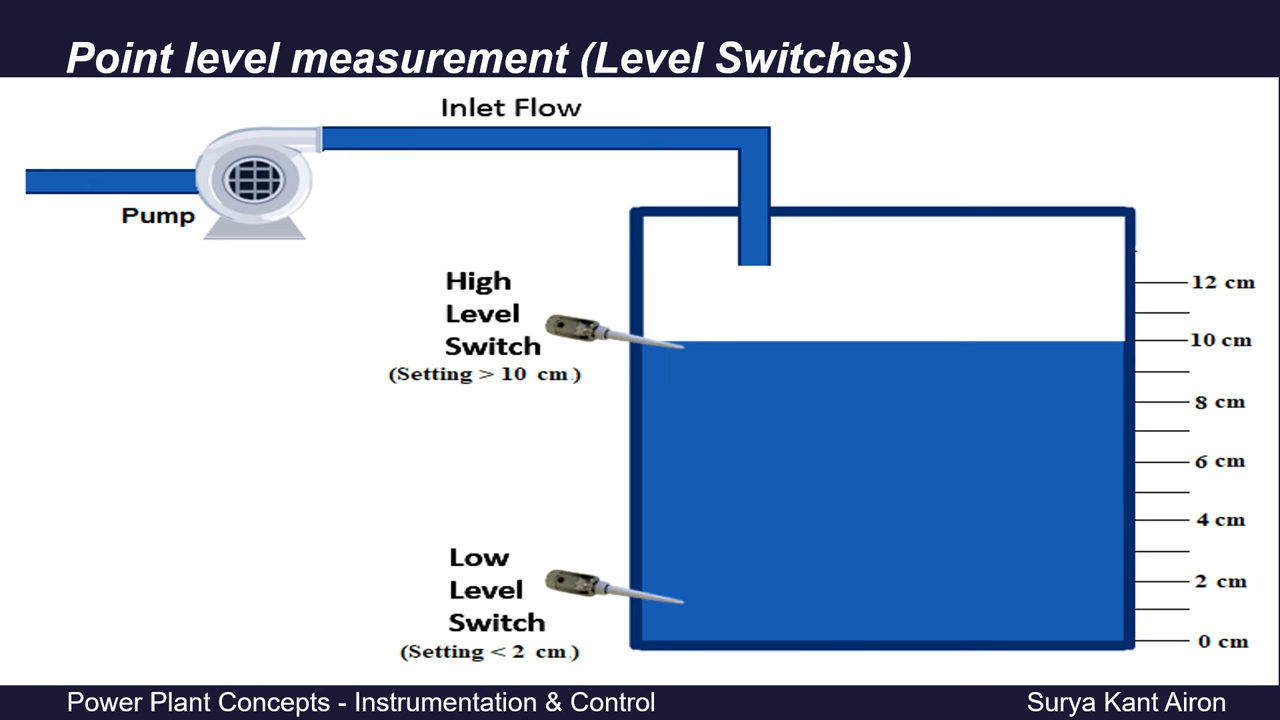 Point level measurement (Level Switches)
Inlet Flow
Pump
High
Level
Switch
(Setting > 10 cm.)
12 cm
10 cm
8 cm
6 cm
4 cm
2 cm
0 cm
Low
Level
Switch
(Setting < 2 cm.)
Power Plant Concepts - Instrumentation & Control
Surya Kant Airon